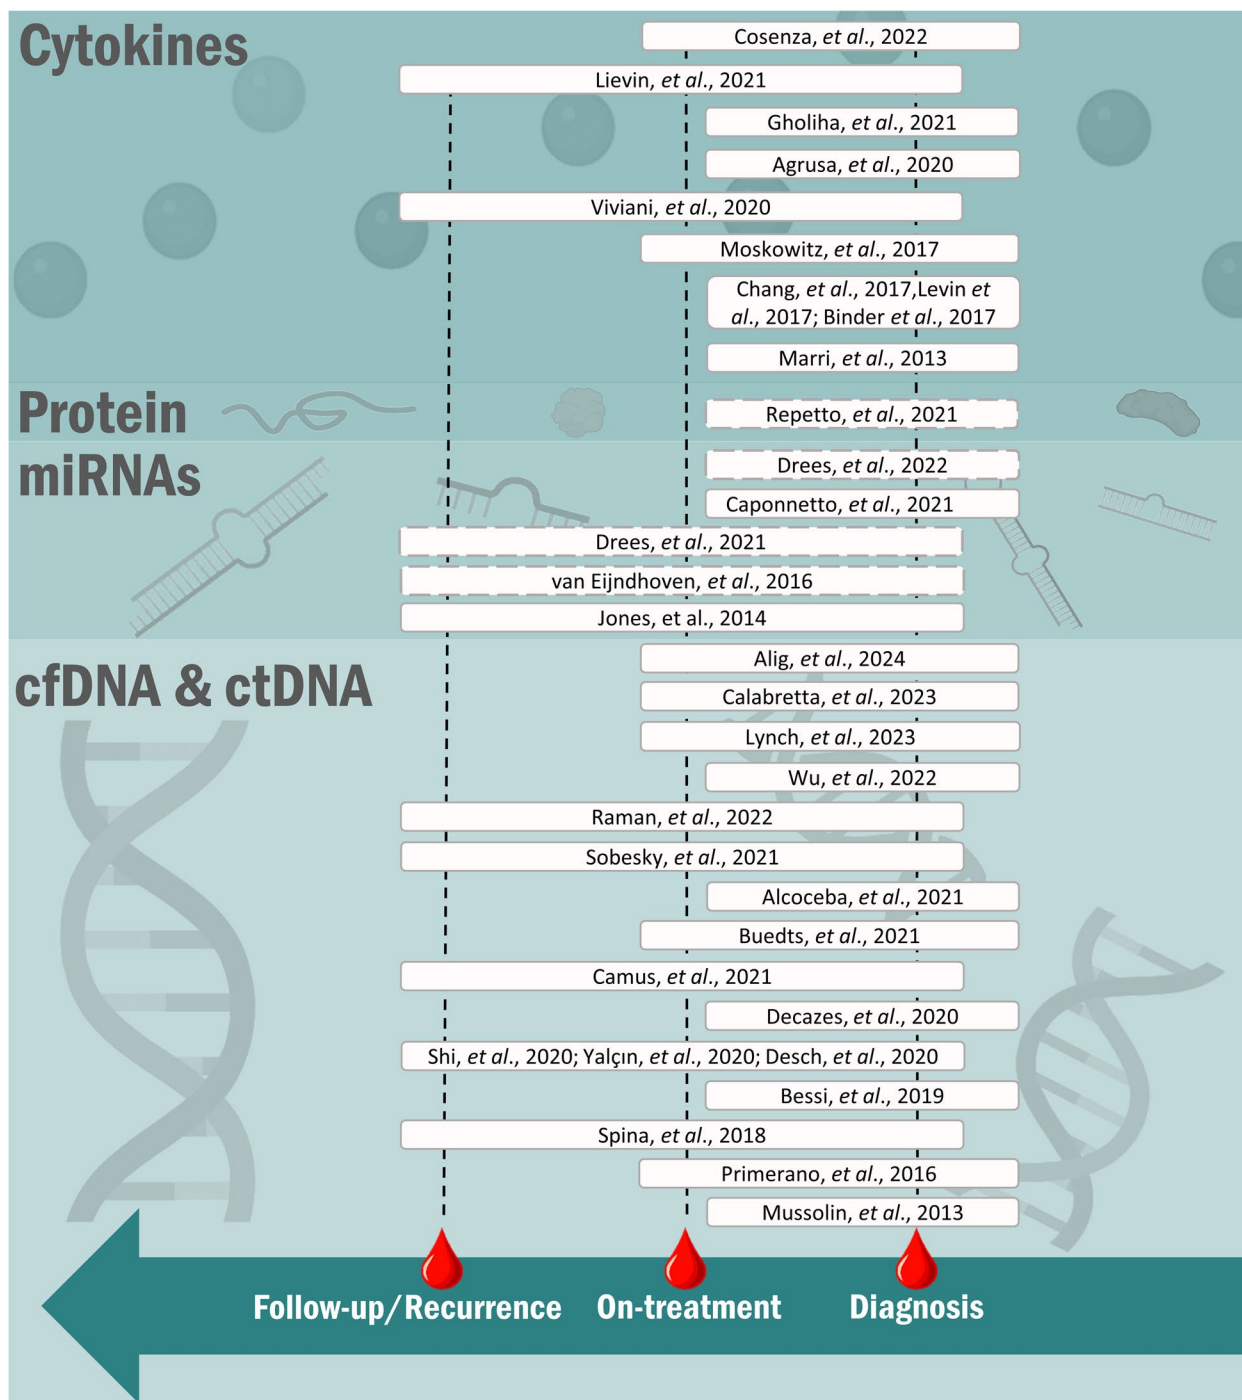 Cytokines
Cosenza, et al., 2022
Lievin, et al., 2021
Gholiha, et al., 2021
Agrusa, et al., 2020
Viviani, et al., 2020
Moskowitz, et al., 2017
Chang, et al., 2017,Levin et
al., 2017; Binder et al., 2017
Marri, et al., 2013
Protein
Repetto, et al., 2021
miRNAs
Drees, et al., 2022
Caponnetto, et al., 2021
Drees, et al., 2021
van Eijndhoven, et al., 2016
Jones, et al., 2014
cfDNA & ctDNA
Alig, et al., 2024
Calabretta, et al., 2023
Lynch, et al., 2023
Wu, et al., 2022
Raman, et al., 2022
Sobesky, et al., 2021
Alcoceba, et al., 2021
Buedts, et al., 2021
Camus, et al., 2021
Decazes, et al., 2020
Shi, et al., 2020; Yalçın, et al., 2020; Desch, et al., 2020
Bessi, et al., 2019
Spina, et al., 2018
Primerano, et al., 2016
Mussolin, et al., 2013
Follow-up/Recurrence On-treatment Diagnosis